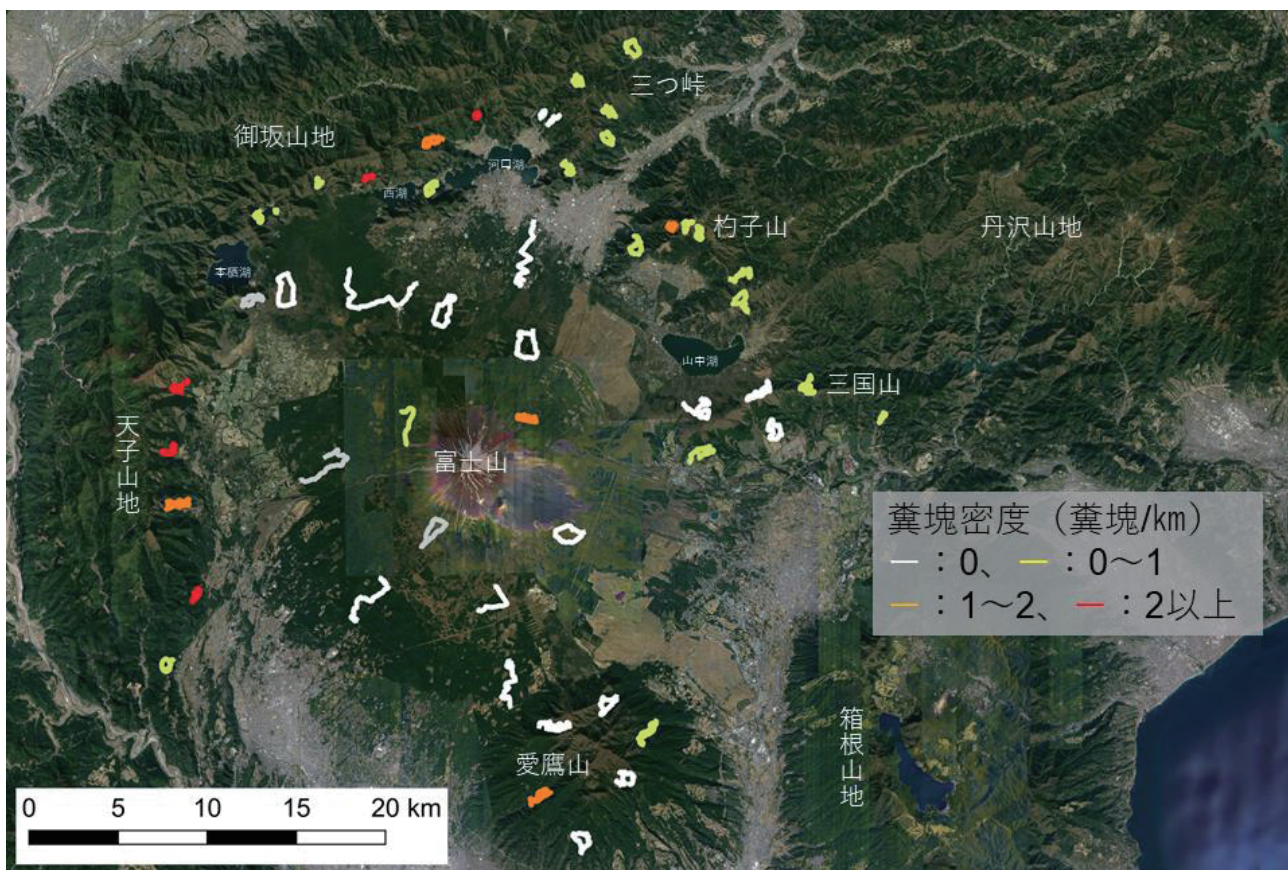 三つ峠
御坂山地
河口湖
西湖
杓子山
丹沢山地
本栖湖
山中湖
三国山
天子山地
富士山
糞塊密度（糞塊/㎞）
：0、 ：0～1
：1～2、 ：2以上
箱根山地
愛鷹山
0 5 10 15 20 km